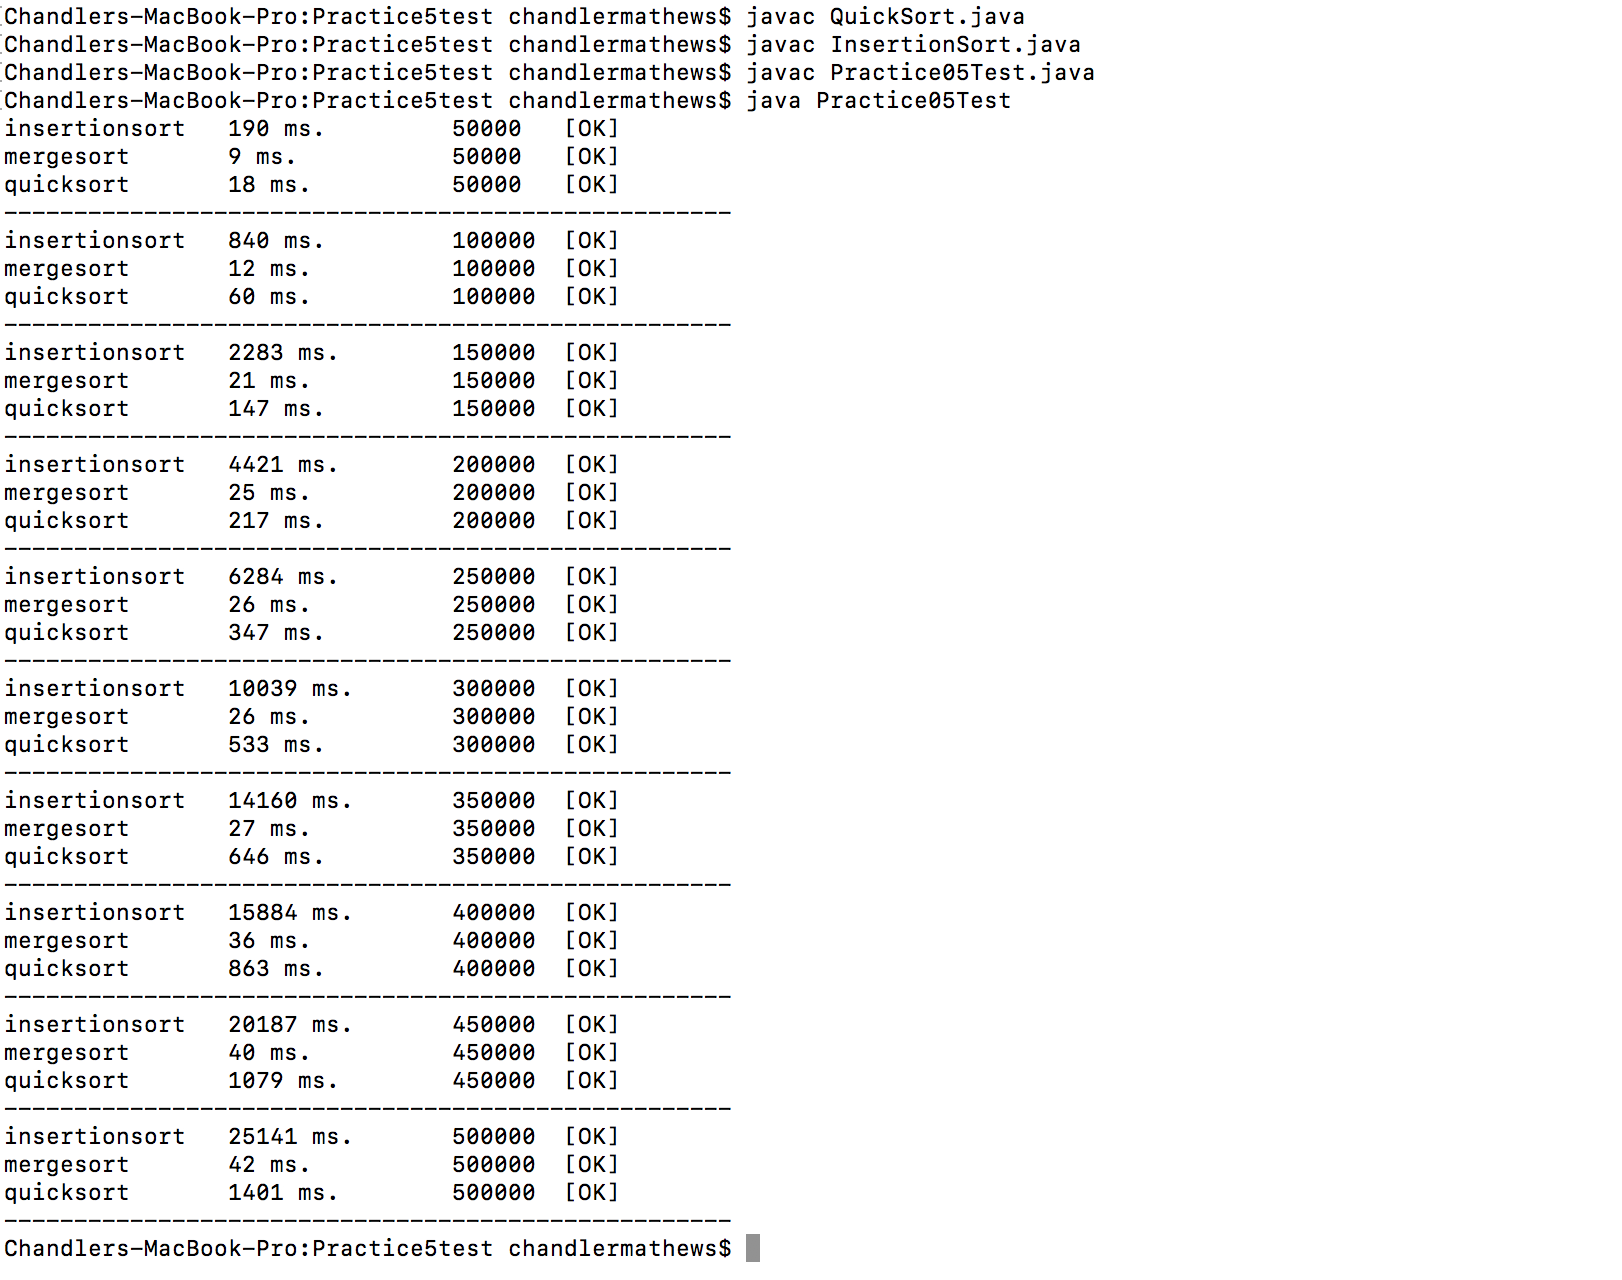 Chandlers-MacBook-Pro:Practice5test chandlermathews$ javac QuickSort.java
Chandlers-MacBook-Pro:Practice5test chandlermathews$ javac InsertionSort.java
Chandlers-MacBook-Pro:Practice5test chandlermathews$ javac Practice05Test.java
Chandlers-MacBook-Pro:Practice5test chandlermathews$ java Practice05Test
insertionsort   190 ms.         50000   [OK]
mergesort       9 ms.           50000   [OK]
quicksort       18 ms.          50000   [OK]
----------------------------------------------------
insertionsort   840 ms.         100000  [OK]
mergesort       12 ms.          100000  [OK]
quicksort       60 ms.          100000  [OK]
----------------------------------------------------
insertionsort   2283 ms.        150000  [OK]
mergesort       21 ms.          150000  [OK]
quicksort       147 ms.         150000  [OK]
----------------------------------------------------
insertionsort   4421 ms.        200000  [OK]
mergesort       25 ms.          200000  [OK]
quicksort       217 ms.         200000  [OK]
----------------------------------------------------
insertionsort   6284 ms.        250000  [OK]
mergesort       26 ms.          250000  [OK]
quicksort       347 ms.         250000  [OK]
----------------------------------------------------
insertionsort   10039 ms.       300000  [OK]
mergesort       26 ms.          300000  [OK]
quicksort       533 ms.         300000  [OK]
----------------------------------------------------
insertionsort   14160 ms.       350000  [OK]
mergesort       27 ms.          350000  [OK]
quicksort       646 ms.         350000  [OK]
----------------------------------------------------
insertionsort   15884 ms.       400000  [OK]
mergesort       36 ms.          400000  [OK]
quicksort       863 ms.         400000  [OK]
----------------------------------------------------
insertionsort   20187 ms.       450000  [OK]
mergesort       40 ms.          450000  [OK]
quicksort       1079 ms.        450000  [OK]
----------------------------------------------------
insertionsort   25141 ms.       500000  [OK]
mergesort       42 ms.          500000  [OK]
quicksort       1401 ms.        500000  [OK]
----------------------------------------------------
Chandlers-MacBook-Pro:Practice5test chandlermathews$